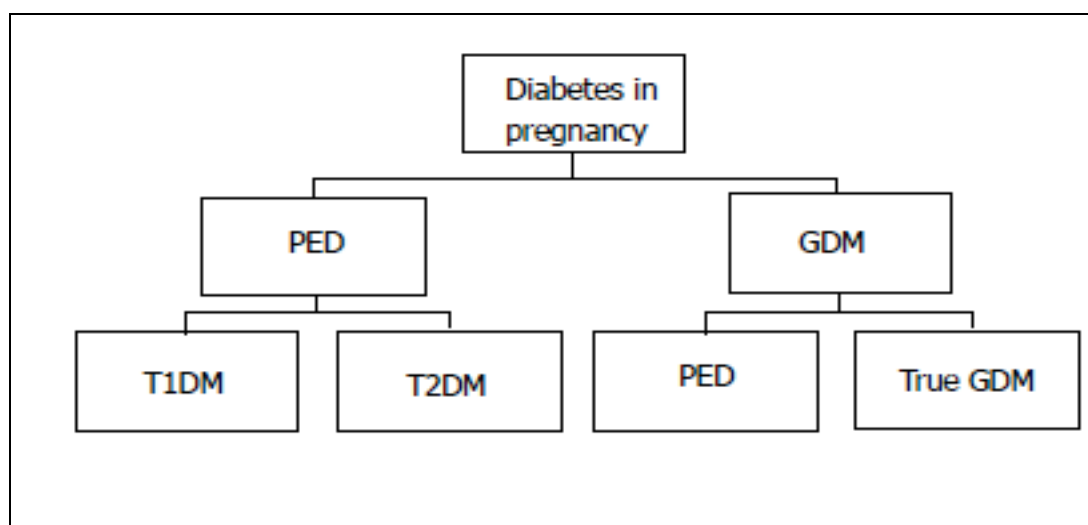 Diabetes in
pregnancy
PED
GDM
T1DM
T2DM
PED
True GDM